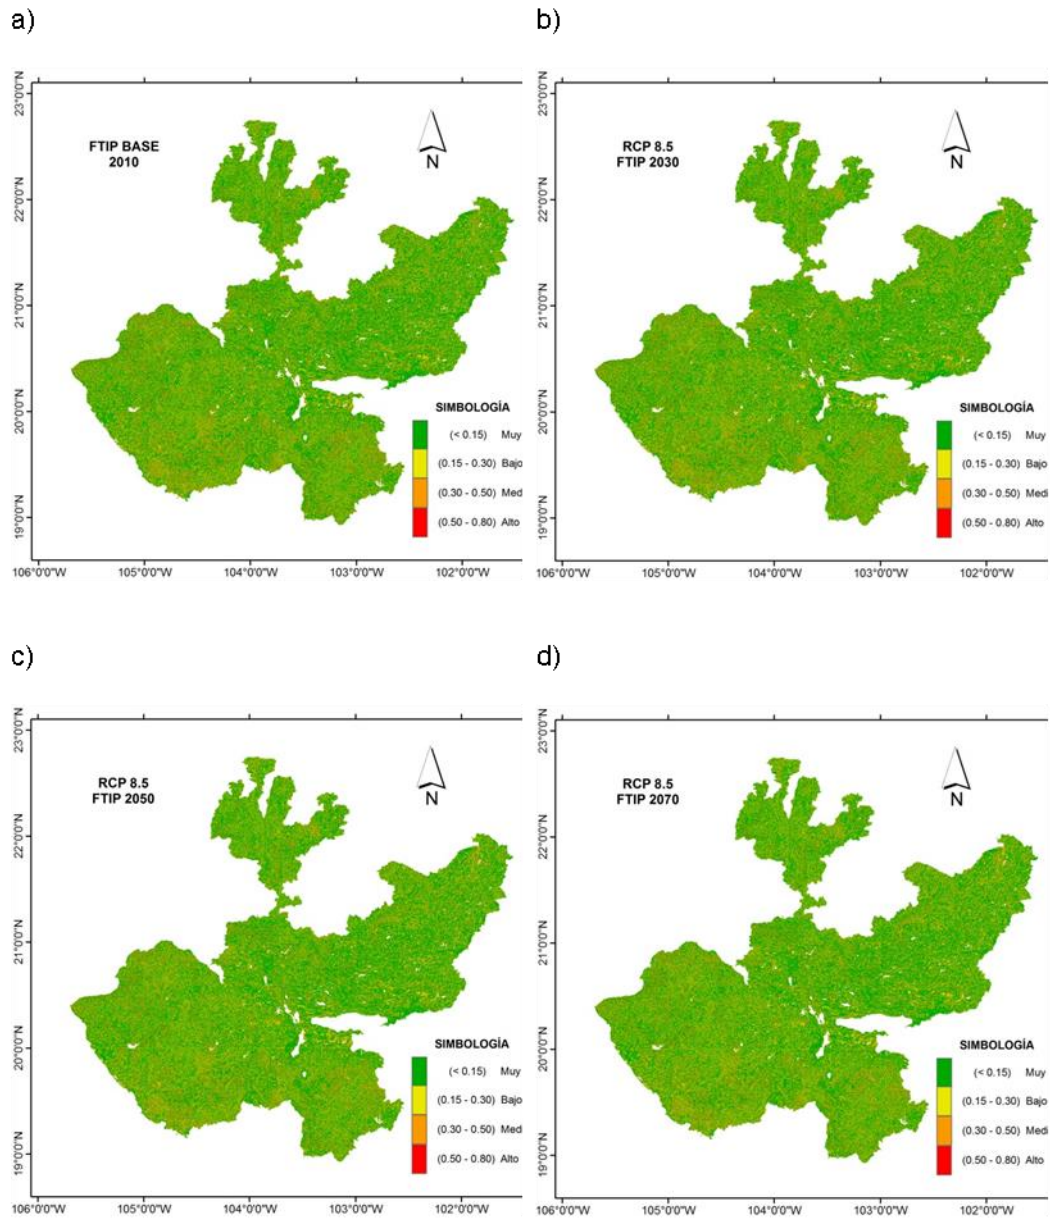 a)
b)
FTIP BASE
2010
N
23°0'0"N
22°0'0"N
21°0'0"N
20°0'0"N
19°0'0"N
SIMBOLOGÍA
(< 0.15) Muy
(0.15 - 0.30) Bajo
(0.30 - 0.50) Medi
(0.50 - 0.80) Alto
106°0'0"W 105°0'0"W 104°0'0"W 103°0'0"W 102°0'0"W
RCP 8.5
FTIP 2030
N
23°0'0"N
22°0'0"N
21°0'0"N
20°0'0"N
19°0'0"N
SIMBOLOGÍA
(< 0.15) Muy
(0.15 - 0.30) Bajo
(0.30 - 0.50) Medi
(0.50 - 0.80) Alto
106°0'0"W 105°0'0"W 104°0'0"W 103°0'0"W 102°0'0"W
c)
d)
RCP 8.5
FTIP 2050
N
23°0'0"N
22°0'0"N
21°0'0"N
20°0'0"N
19°0'0"N
SIMBOLOGÍA
(< 0.15) Muy
(0.15 - 0.30) Bajo
(0.30 - 0.50) Med
(0.50 - 0.80) Alto
106°0'0"W 105°0'0"W 104°0'0"W 103°0'0"W 102°0'0"W
RCP 8.5
FTIP 2070
N
23°0'0"N
22°0'0"N
21°0'0"N
20°0'0"N
19°0'0"N
SIMBOLOGÍA
(< 0.15) Muy
(0.15 - 0.30) Bajo
(0.30 - 0.50) Medi
(0.50 - 0.80) Alto
106°0'0"W 105°0'0"W 104°0'0"W 103°0'0"W 102°0'0"W